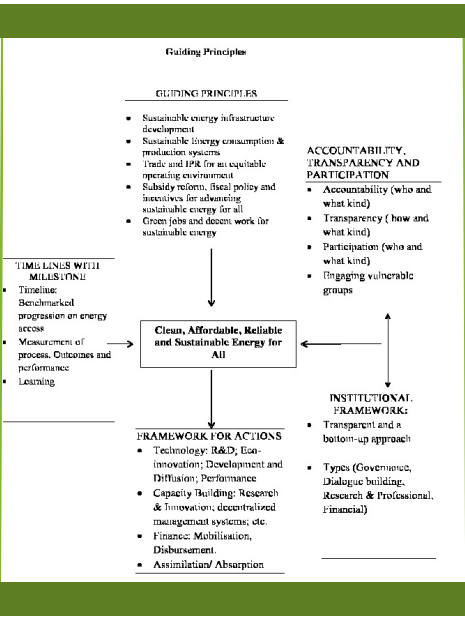 Guiding Principles
GUIDING PRINCIPLES
• Sustainable energy infrastructure
development
• Sustainable Energy consumption &
production systems
• Trade and IPR for an equitable
operating environment
• Subsidy reform, fiscal policy and
incentives for advancing
sustainable energy for all
• Green jobs and decent work for
sustainable energy
ACCOUNTABILITY,
TRANSPARENCY AND
PARTICIPATION
• Accountability (who and
what kind)
• Transparency ( how and
what kind)
• Participation (who and
what kind)
• Engaging vulnerable
groups
TIME LINES WITH
MILESTONE
• Timeline:
Benchmarked
progression on energy
access
• Measurement of
process. Outcomes and
performance
• Learning
Clean, Affordable, Reliable
and Sustainable Energy for
All
INSTITUTIONAL
FRAMEWORK:
• Transparent and a
bottom-up approach
• Types (Governance,
Dialogue building,
Research & Professional,
Financial)
FRAMEWORK FOR ACTIONS
• Technology: R&D; Eco-
innovation; Development and
Diffusion; Performance
• Capacity Building: Research
& Innovation; decentralized
management systems; etc.
• Finance: Mobilisation,
Disbursement.
• Assimilation/ Absorption